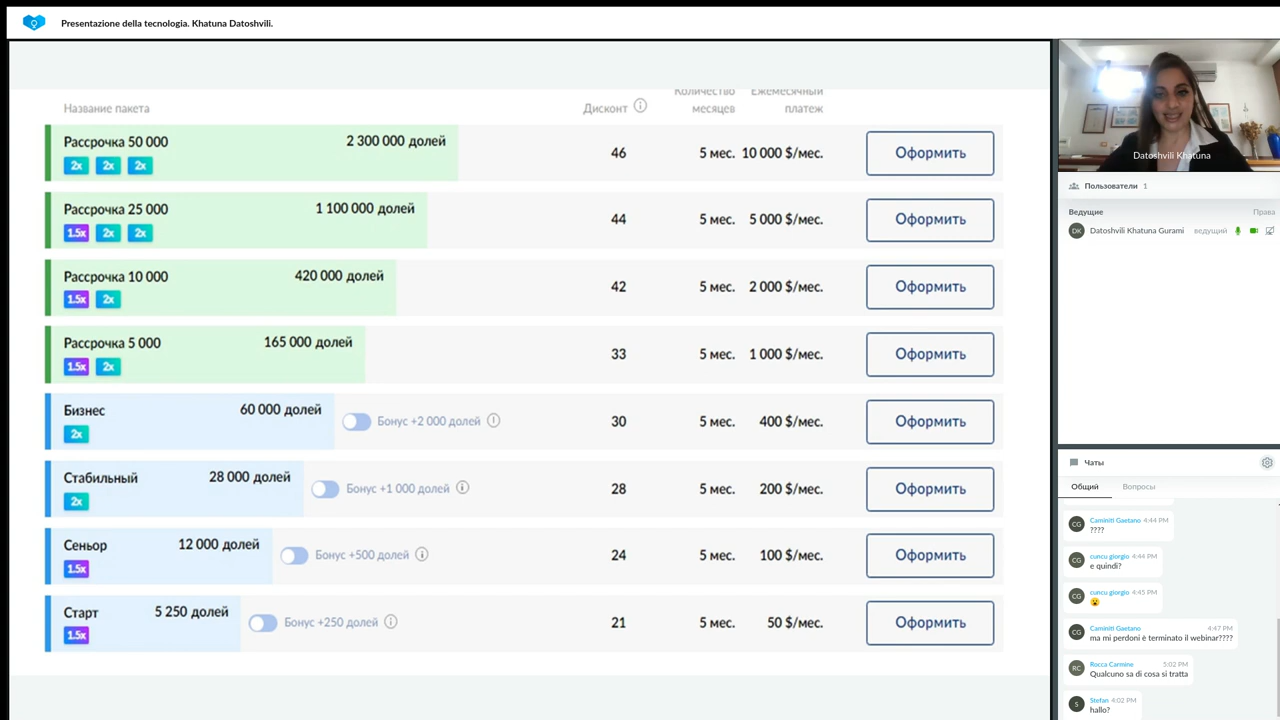 Presentazione della tecnologia. Khatuna Datoshvili.
Название пакета
Дисконт
Количество месяцев
Ежемесячный платеж
Рассрочка 50 000
2 300 000 долей
2x 2x 2x
46
5 мес.
10 000 $/мес.
Оформить
Рассрочка 25 000
1 100 000 долей
1.5x 2x 2x
44
5 мес.
5 000 $/мес.
Оформить
Рассрочка 10 000
420 000 долей
1.5x 2x
42
5 мес.
2 000 $/мес.
Оформить
Рассрочка 5 000
165 000 долей
1.5x 2x
33
5 мес.
1 000 $/мес.
Оформить
Бизнес
60 000 долей
2x
Бонус +2 000 долей
30
5 мес.
400 $/мес.
Оформить
Стабильный
28 000 долей
2x
Бонус +1 000 долей
28
5 мес.
200 $/мес.
Оформить
Сеньор
12 000 долей
1.5x
Бонус +500 долей
24
5 мес.
100 $/мес.
Оформить
Старт
5 250 долей
1.5x
Бонус +250 долей
21
5 мес.
50 $/мес.
Оформить
Datoshvili Khatuna
Пользователи 1
Ведущие
Права
DK
Datoshvili Khatuna Gurami
ведущий
Чаты
Общий
Вопросы
CG
Caminiti Gaetano 4:44 PM
????
CG
cuncu giorgio 4:44 PM
e quindi?
CG
cuncu giorgio 4:45 PM
😮
CG
Caminiti Gaetano 4:47 PM
ma mi perdoni è terminato il webinar????
RC
Rocca Carmine 5:02 PM
Qualcuno sa di cosa si tratta
S
Stefan 4:02 PM
hallo?